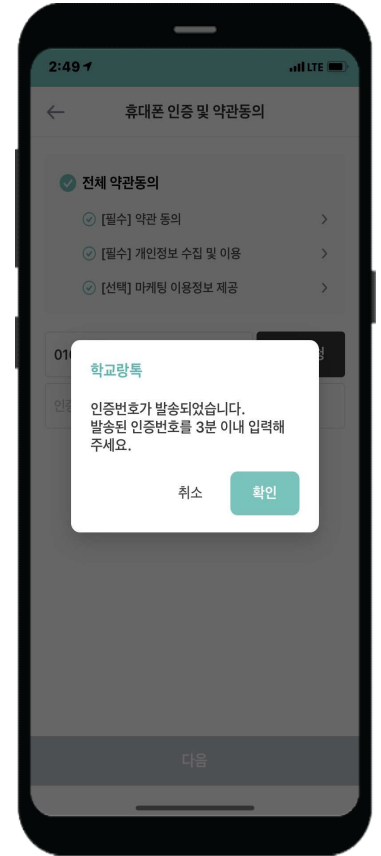 2:49
LTE
휴대폰 인증 및 약관동의
전체 약관동의
[필수] 약관 동의
[필수] 개인정보 수집 및 이용
[선택] 마케팅 이용정보 제공
01
학교랑톡
인증번호가 발송되었습니다.
발송된 인증번호를 3분 이내 입력해
주세요.
취소
확인
다음